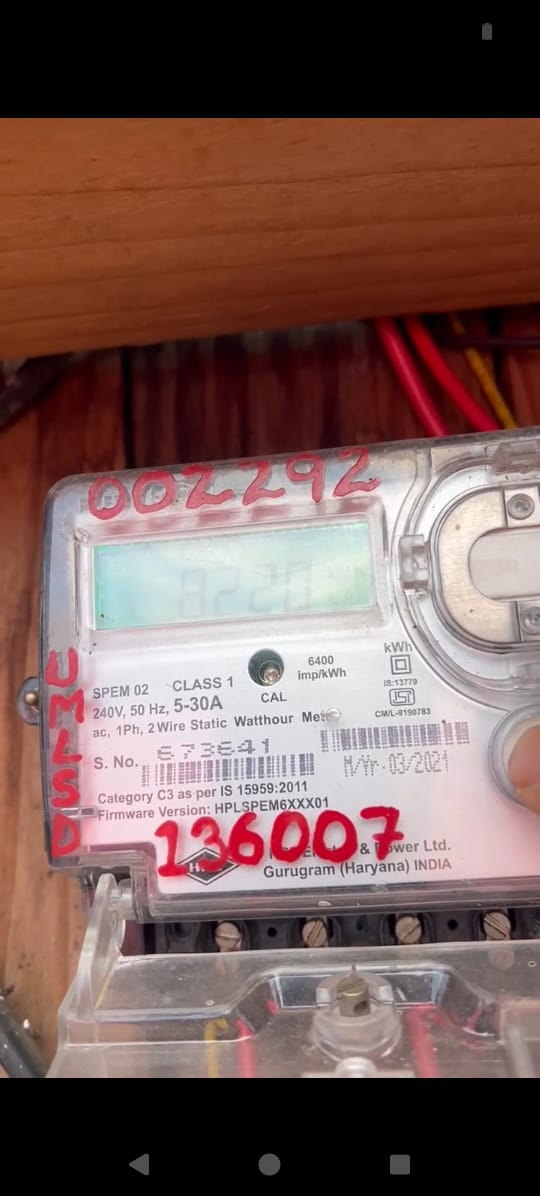 002292
8220
UMLSD
SPEM 02 CLASS 1
240V, 50 Hz, 5-30A
ac, 1Ph, 2 Wire Static Watthour
CAL
6400
imp/kWh
kWh
IS:13779
CM/L-9190783
S. No. 673641
M/Yr. 03/2021
Category C3 as per IS 15959:2011
Firmware Version: HPLSPEM6XXX01
136007
& Power Ltd.
Gurugram (Haryana) INDIA